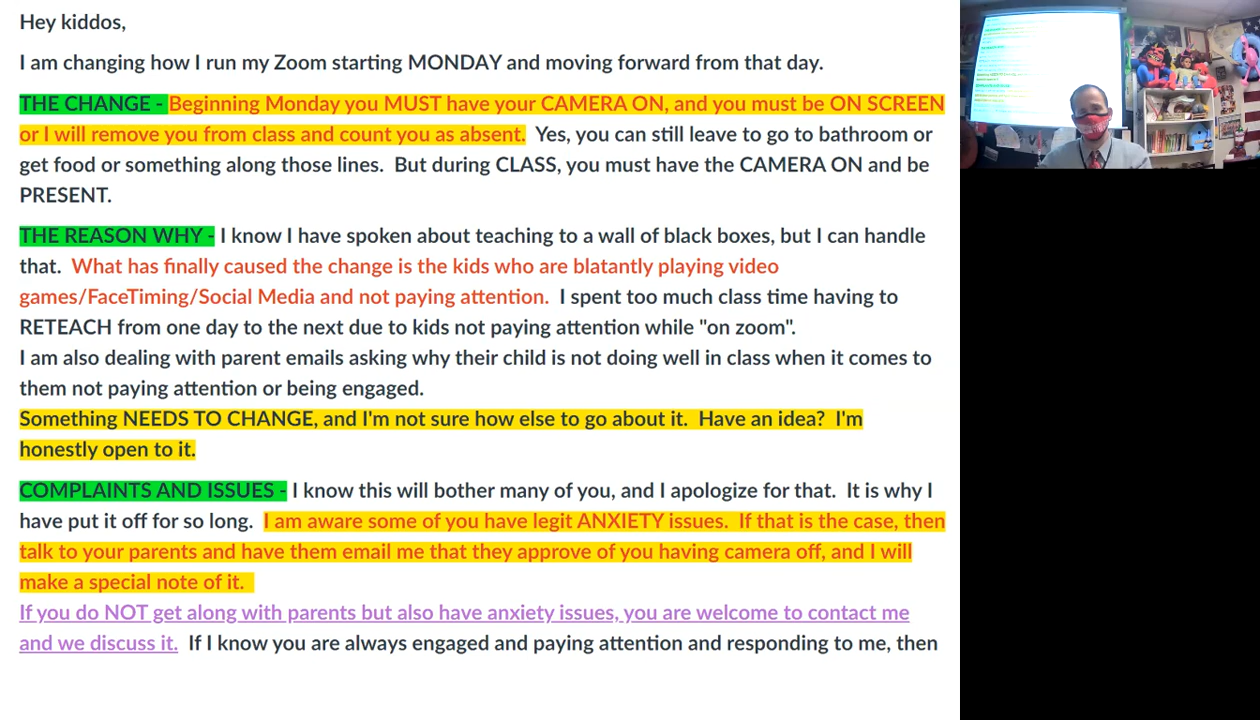 Hey kiddos,
I am changing how I run my Zoom starting MONDAY and moving forward from that day.
THE CHANGE - Beginning Monday you MUST have your CAMERA ON, and you must be ON SCREEN
or I will remove you from class and count you as absent.  Yes, you can still leave to go to bathroom or
get food or something along those lines.  But during CLASS, you must have the CAMERA ON and be
PRESENT.
THE REASON WHY - I know I have spoken about teaching to a wall of black boxes, but I can handle
that.  What has finally caused the change is the kids who are blatantly playing video
games/FaceTiming/Social Media and not paying attention.  I spent too much class time having to
RETEACH from one day to the next due to kids not paying attention while "on zoom".
I am also dealing with parent emails asking why their child is not doing well in class when it comes to
them not paying attention or being engaged.
Something NEEDS TO CHANGE, and I'm not sure how else to go about it.  Have an idea?  I'm
honestly open to it.
COMPLAINTS AND ISSUES - I know this will bother many of you, and I apologize for that.  It is why I
have put it off for so long.  I am aware some of you have legit ANXIETY issues.  If that is the case, then
talk to your parents and have them email me that they approve of you having camera off, and I will
make a special note of it.
If you do NOT get along with parents but also have anxiety issues, you are welcome to contact me
and we discuss it.  If I know you are always engaged and paying attention and responding to me, then